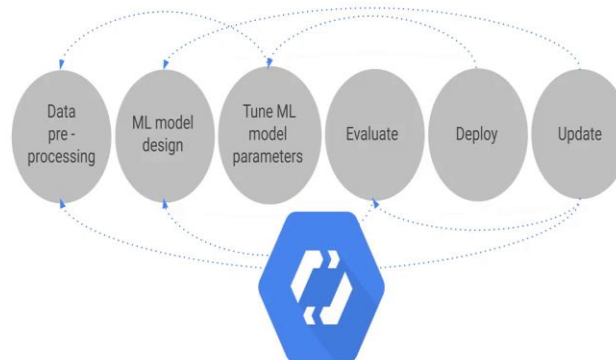 Data
pre -
processing
ML model
design
Tune ML
model
parameters
Evaluate
Deploy
Update